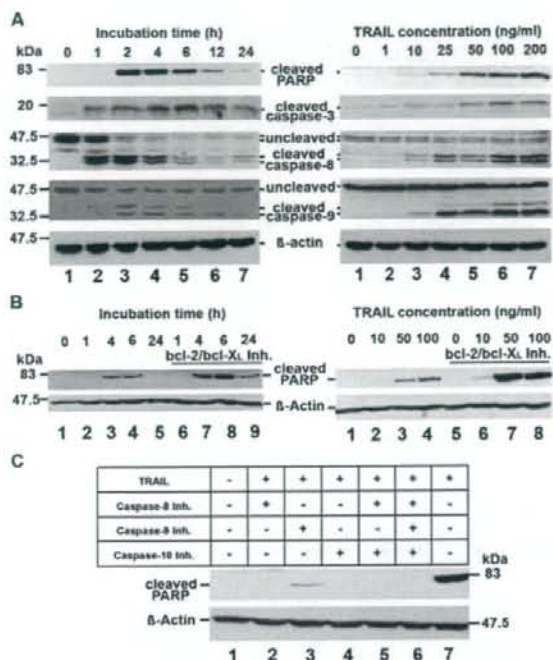 A
Incubation time (h)
TRAIL concentration (ng/ml)
kDa
0 1 2 4 6 12 24
0 1 10 25 50 100 200
83
cleaved
PARP
20
cleaved
caspase-3
47.5
uncleaved
32.5
cleaved
caspase-8
47.5
uncleaved
32.5
cleaved
caspase-9
47.5
ß-actin
1 2 3 4 5 6 7
1 2 3 4 5 6 7
B
Incubation time (h)
TRAIL concentration (ng/ml)
0 1 4 6 24 1 4 6 24
bcl-2/bcl-XL Inh.
0 10 50 100 0 10 50 100
bcl-2/bcl-XL Inh.
83
cleaved
PARP
47.5
ß-Actin
1 2 3 4 5 6 7 8 9
1 2 3 4 5 6 7 8
C
TRAIL - + + + + + +
Caspase-8 Inh. - + - - + + -
Caspase-9 Inh. - - + - - + -
Caspase-10 Inh. - - - + + + -
kDa
cleaved
PARP
83
ß-Actin
47.5
1 2 3 4 5 6 7